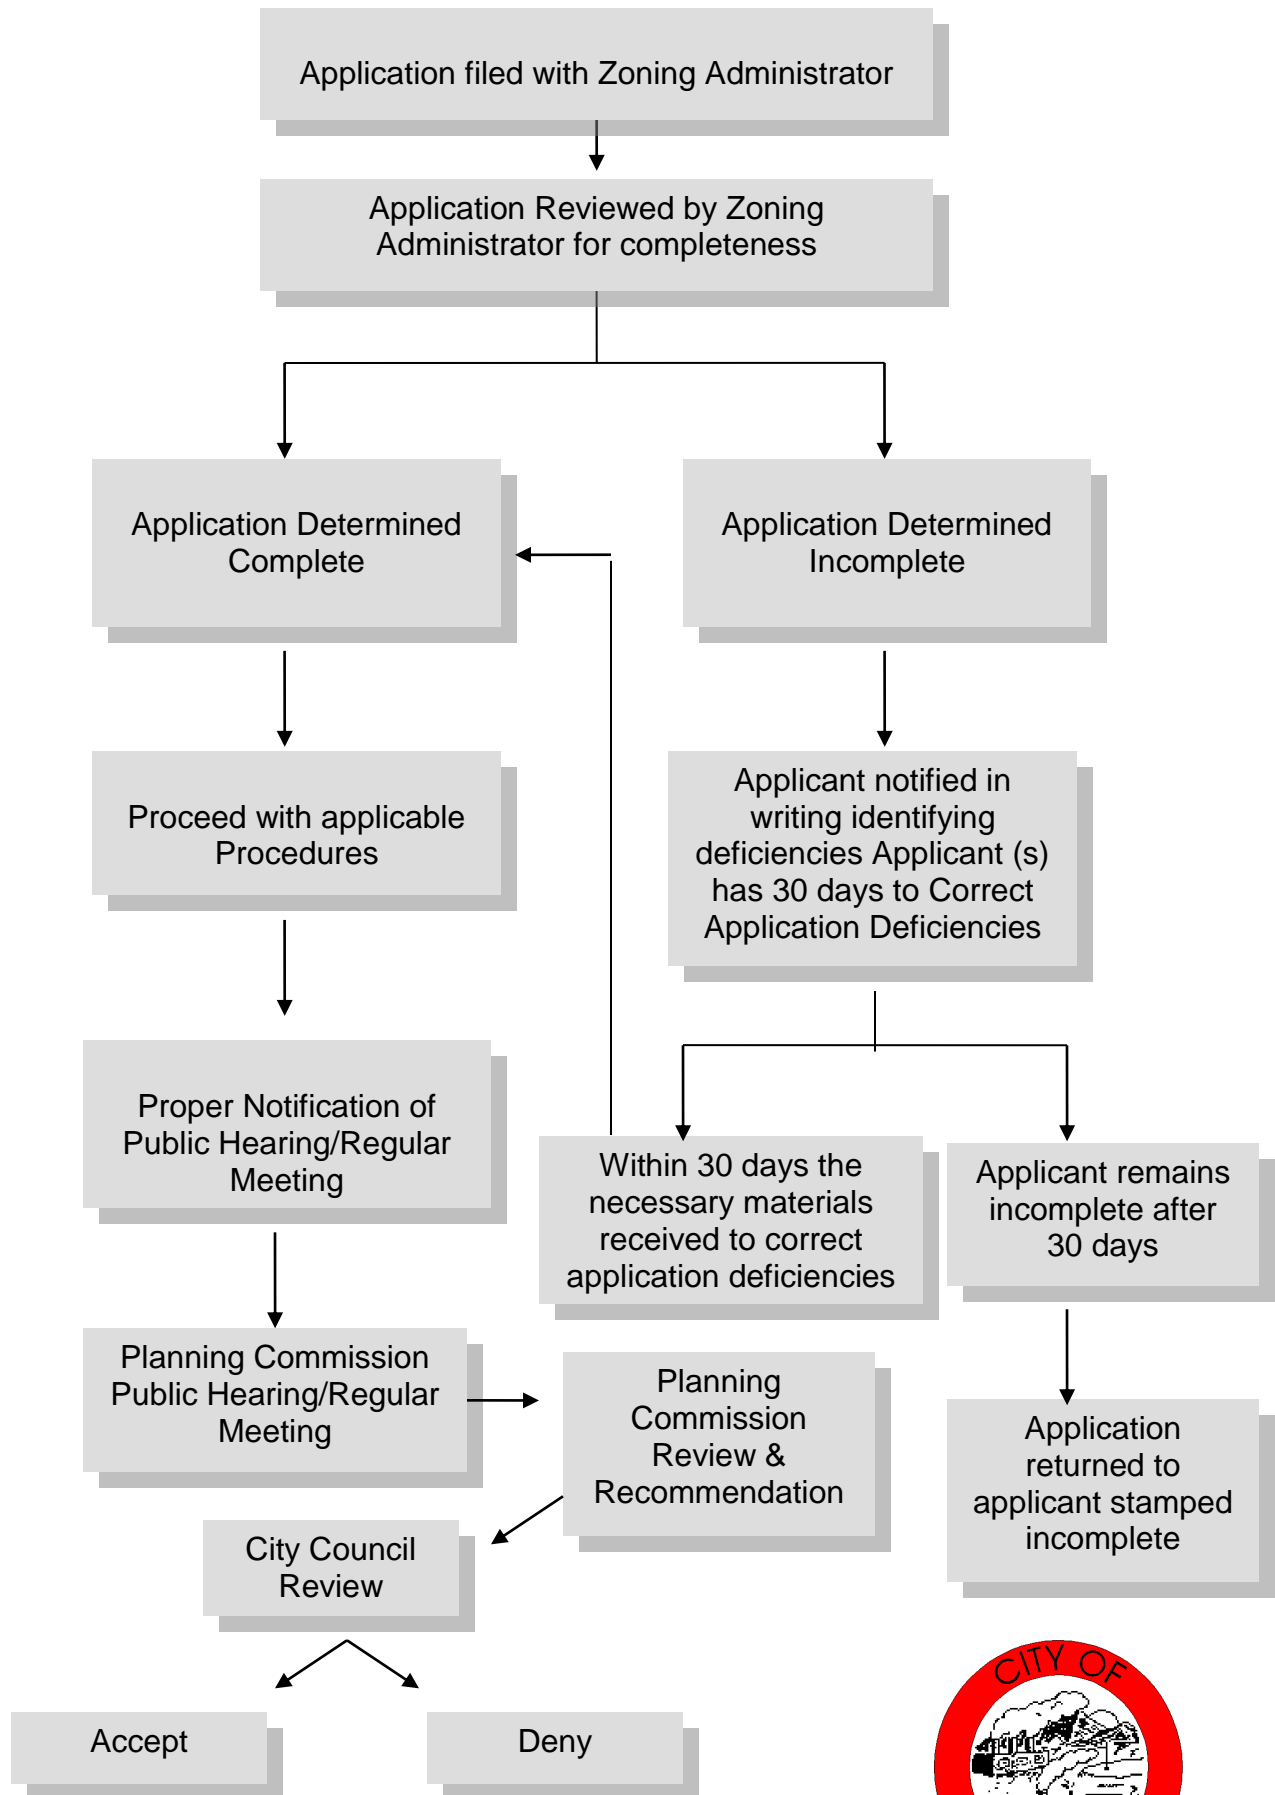 Application filed with Zoning Administrator
Application Reviewed by Zoning
Administrator for completeness
Application Determined
Complete
Application Determined
Incomplete
Proceed with applicable
Procedures
Applicant notified in
writing identifying
deficiencies Applicant (s)
has 30 days to Correct
Application Deficiencies
Proper Notification of
Public Hearing/Regular
Meeting
Within 30 days the
necessary materials
received to correct
application deficiencies
Applicant remains
incomplete after
30 days
Planning Commission
Public Hearing/Regular
Meeting
Planning
Commission
Review &
Recommendation
Application
returned to
applicant stamped
incomplete
City Council
Review
Accept
Deny
CITY OF